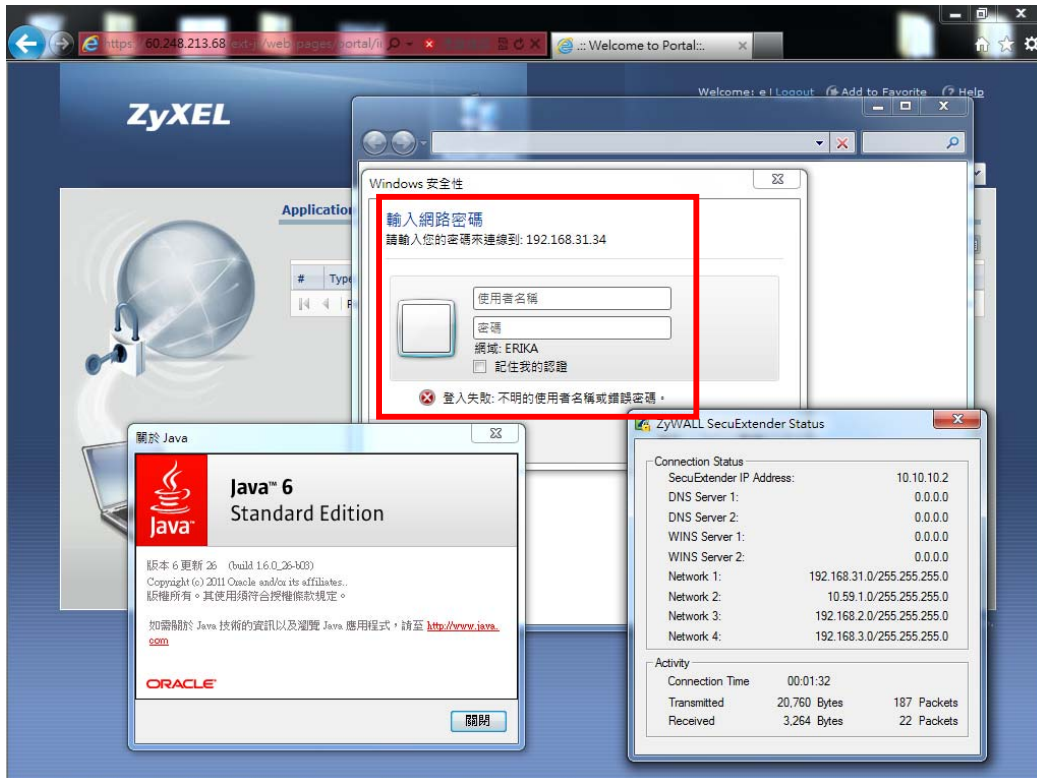 https://60.248.213.68/ext-js/web-pages/portal/i
.:: Welcome to Portal::.
ZyXEL
Welcome: e | Logout Add to Favorite Help
Application
# Type
Windows 安全性
輸入網路密碼
請輸入您的密碼來連線到: 192.168.31.34
使用者名稱
密碼
網域: ERIKA
記住我的認證
登入失敗: 不明的使用者名稱或錯誤密碼。
關於 Java
Java
Java™ 6
Standard Edition
版本 6 更新 26 (build 1.6.0_26-b03)
Copyright (c) 2011 Oracle and/or its affiliates..
版權所有。其使用須符合授權條款規定。
如需關於 Java 技術的資訊以及瀏覽 Java 應用程式，請至 http://www.java.
com
ORACLE
關閉
ZyWALL SecuExtender Status
Connection Status
SecuExtender IP Address: 10.10.10.2
DNS Server 1: 0.0.0.0
DNS Server 2: 0.0.0.0
WINS Server 1: 0.0.0.0
WINS Server 2: 0.0.0.0
Network 1: 192.168.31.0/255.255.255.0
Network 2: 10.59.1.0/255.255.255.0
Network 3: 192.168.2.0/255.255.255.0
Network 4: 192.168.3.0/255.255.255.0
Activity
Connection Time 00:01:32
Transmitted 20,760 Bytes 187 Packets
Received 3,264 Bytes 22 Packets